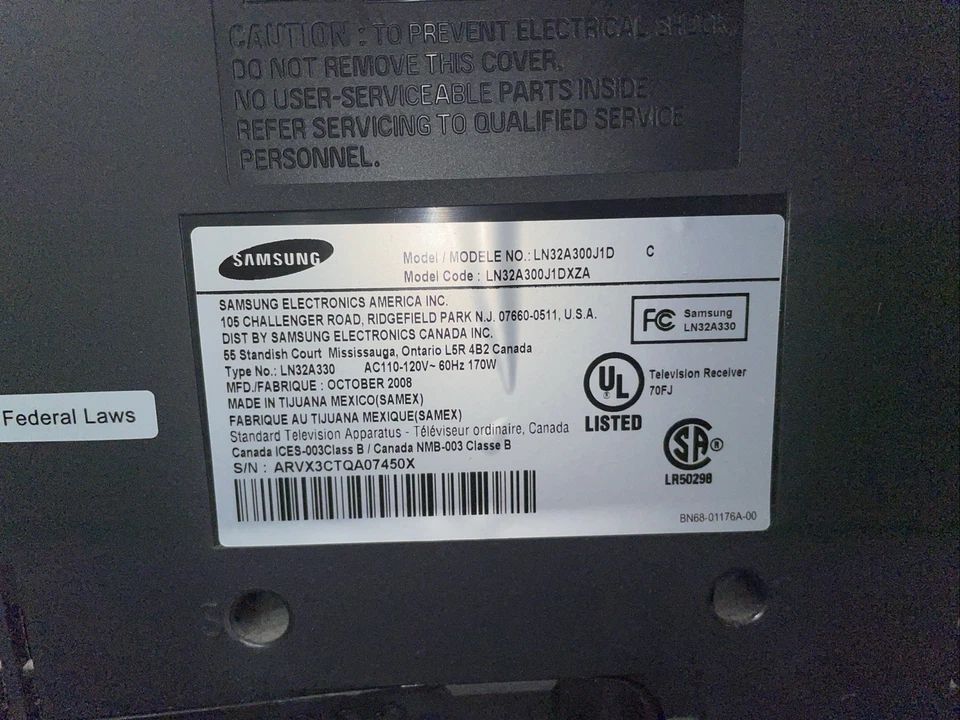 CAUTION : TO PREVENT ELECTRICAL SHOCK
DO NOT REMOVE THIS COVER.
NO USER-SERVICEABLE PARTS INSIDE.
REFER SERVICING TO QUALIFIED SERVICE
PERSONNEL.
SAMSUNG
Model / MODELE NO.: LN32A300J1D C
Model Code : LN32A300J1DXZA
SAMSUNG ELECTRONICS AMERICA INC.
105 CHALLENGER ROAD, RIDGEFIELD PARK N.J. 07660-0511, U.S.A.
DIST BY SAMSUNG ELECTRONICS CANADA INC.
55 Standish Court Mississauga, Ontario L5R 4B2 Canada
Type No.: LN32A330 AC110-120V~ 60Hz 170W
MFD./FABRIQUE : OCTOBER 2008
MADE IN TIJUANA MEXICO(SAMEX)
FABRIQUE AU TIJUANA MEXIQUE(SAMEX)
Standard Television Apparatus - Téléviseur ordinaire, Canada
Canada ICES-003Class B / Canada NMB-003 Classe B
S/N : ARVX3CTQA07450X
FC Samsung
LN32A330
UL ®
LISTED
Television Receiver
70FJ
SA ®
LR50298
BN68-01176A-00
Federal Laws